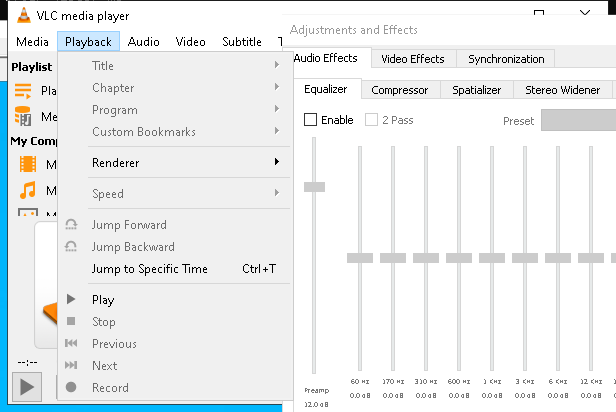 VLC media player
Media Playback Audio Video Subtitle T
Playlist
Pla
Me
My Comp
M
M
M
Title
Chapter
Program
Custom Bookmarks
Renderer
Speed
Jump Forward
Jump Backward
Jump to Specific Time Ctrl+T
Play
Stop
Previous
Next
Record
--:--
Adjustments and Effects
Audio Effects Video Effects Synchronization
Equalizer Compressor Spatializer Stereo Widener
Enable 2 Pass Preset
60 Hz 170 Hz 310 Hz 600 Hz 1 KHz 3 KHz 6 KHz 12 KHz
Preamp 0.0 dB 0.0 dB 0.0 dB 0.0 dB 0.0 dB 0.0 dB 0.0 dB 0.0 dB
12.0 dB